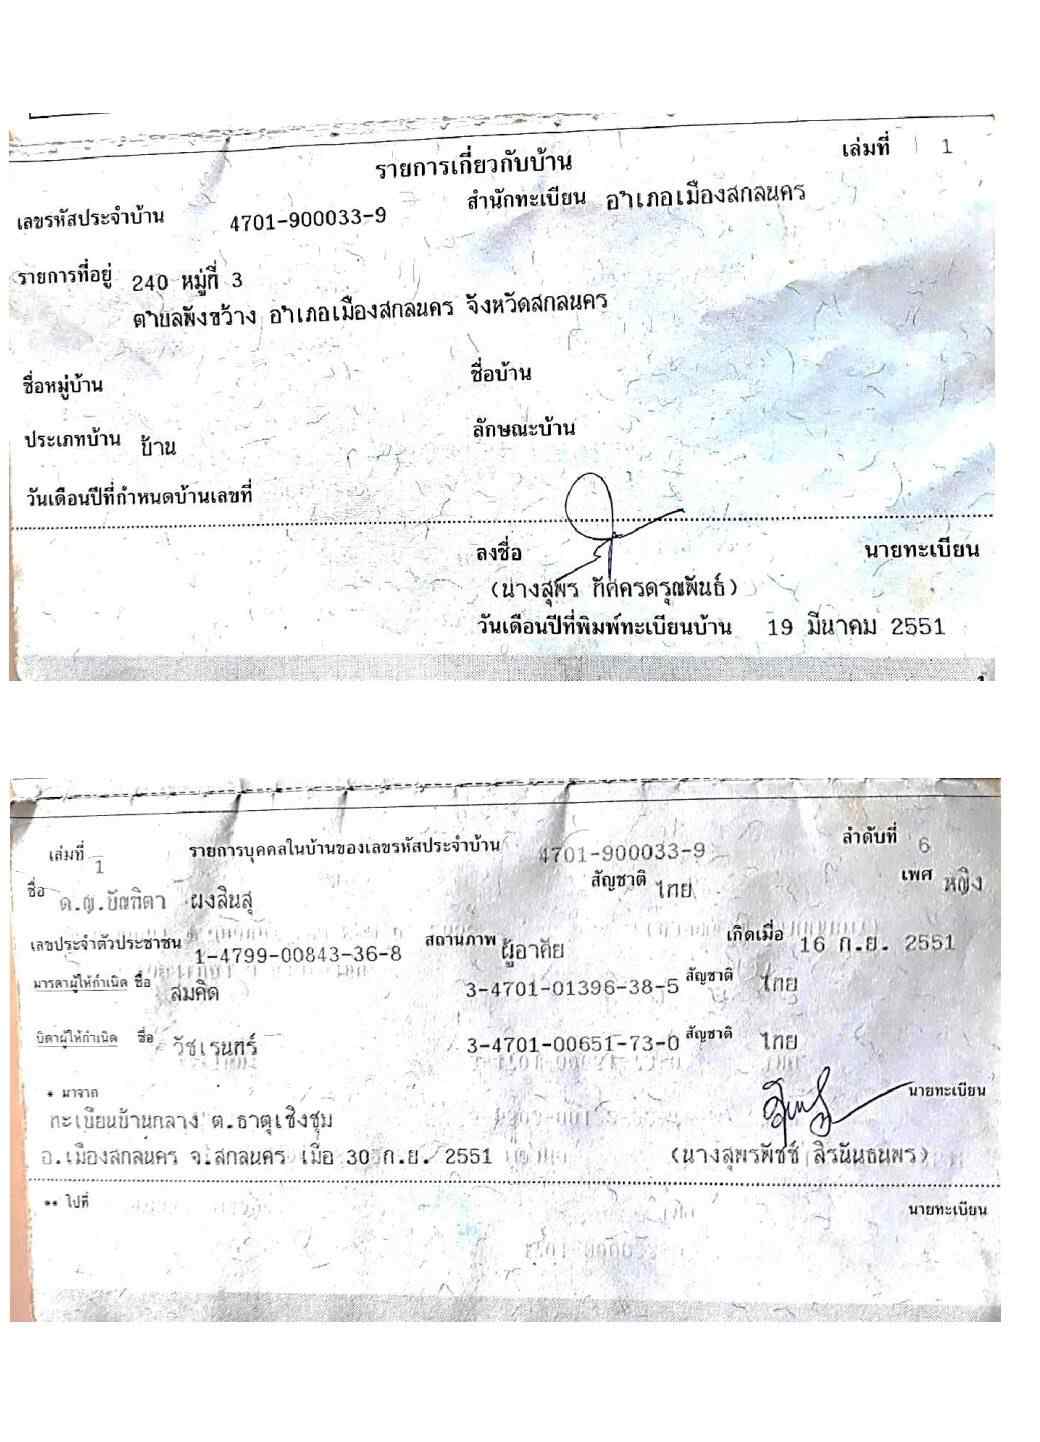 รายการเกี่ยวกับบ้าน เล่มที่ 1
เลขรหัสประจำบ้าน 4701-900033-9 สำนักทะเบียน อำเภอเมืองสกลนคร
รายการที่อยู่ 240 หมู่ที่ 3
ตำบลพังขว้าง อำเภอเมืองสกลนคร จังหวัดสกลนคร
ชื่อหมู่บ้าน ชื่อบ้าน
ประเภทบ้าน บ้าน ลักษณะบ้าน
วันเดือนปีที่กำหนดบ้านเลขที่
ลงชื่อ นายทะเบียน
(นางสุพร ทัศครดรุณพันธ์)
วันเดือนปีที่พิมพ์ทะเบียนบ้าน 19 มีนาคม 2551
เล่มที่ 1 รายการบุคคลในบ้านของเลขรหัสประจำบ้าน 4701-900033-9 ลำดับที่ 6
ชื่อ ด.ญ.บัณฑิตา ผงสินสุ สัญชาติ ไทย เพศ หญิง
เลขประจำตัวประชาชน 1-4799-00843-36-8 สถานภาพ ผู้อาศัย เกิดเมื่อ 16 ก.ย. 2551
มารดาผู้ให้กำเนิด ชื่อ สมคิด 3-4701-01396-38-5 สัญชาติ ไทย
บิดาผู้ให้กำเนิด ชื่อ วัชเรนทร์ 3-4701-00651-73-0 สัญชาติ ไทย
* มาจาก นายทะเบียน
ทะเบียนบ้านกลาง ต.ธาตุเชิงชุม
อ.เมืองสกลนคร จ.สกลนคร เมื่อ 30 ก.ย. 2551 (นางสุพรพัชช์ สิรนันธนพร)
** ไปที่ นายทะเบียน